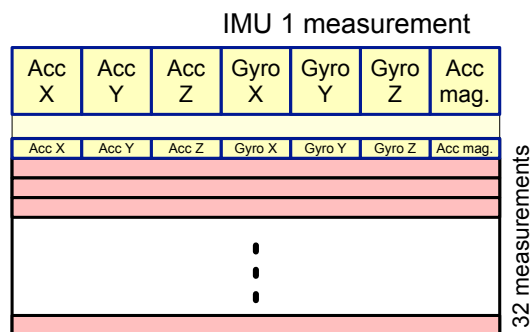 IMU 1 measurement
Acc X
Acc Y
Acc Z
Gyro X
Gyro Y
Gyro Z
Acc mag.
Acc X
Acc Y
Acc Z
Gyro X
Gyro Y
Gyro Z
Acc mag.
32 measurements